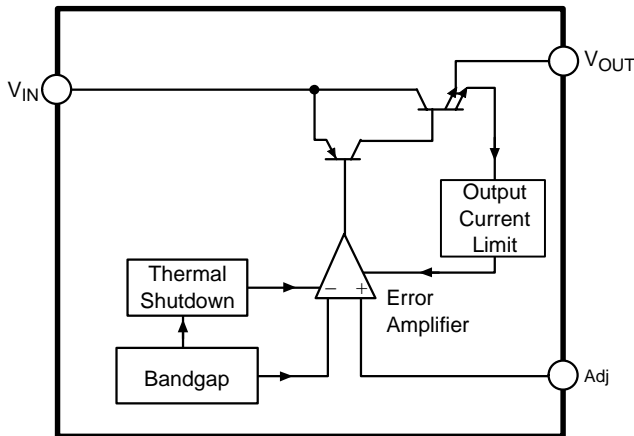 VIN
VOUT
Output
Current
Limit
Thermal
Shutdown
− +
Error
Amplifier
Bandgap
Adj